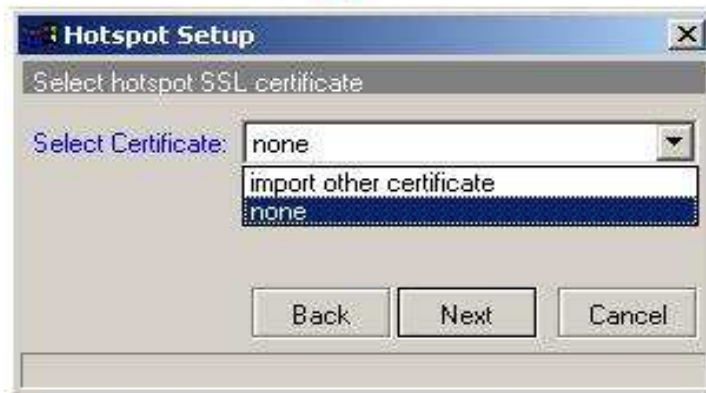 Hotspot Setup
Select hotspot SSL certificate
Select Certificate: none
import other certificate
none
Back Next Cancel